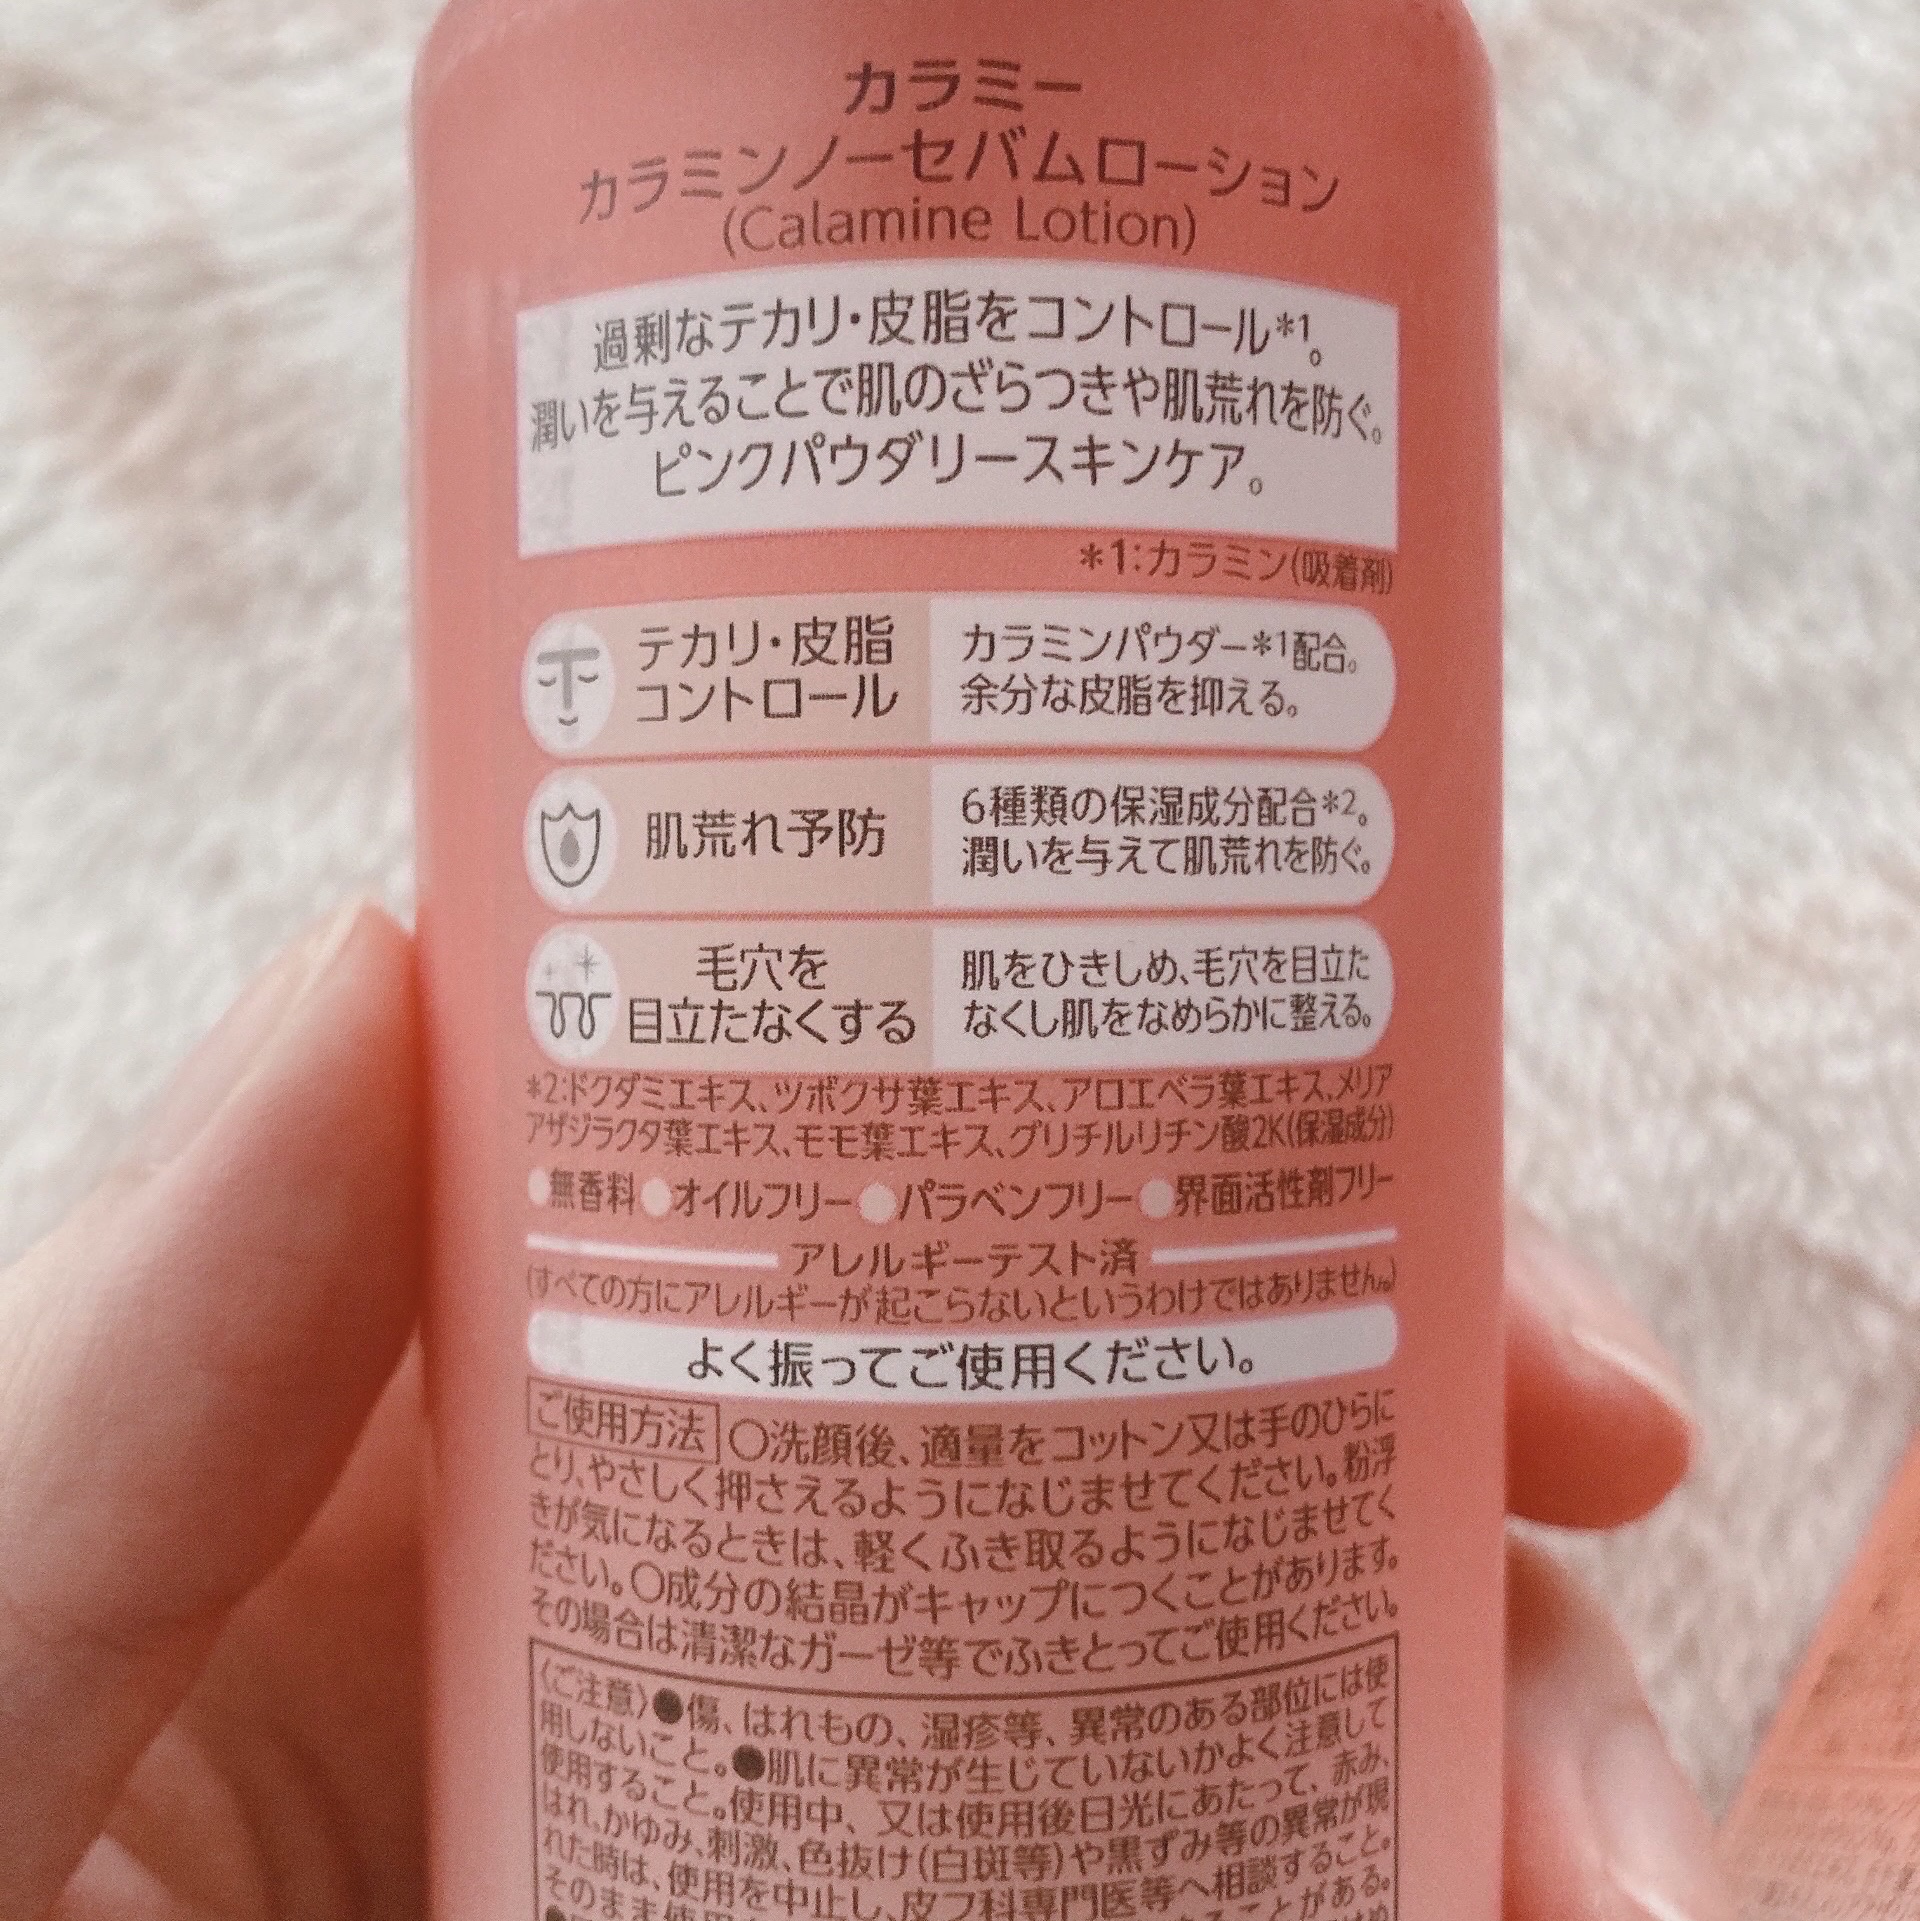 カラミー
カラミンノーセバムローション
(Calamine Lotion)
過剰なテカリ・皮脂をコントロール*1。
潤いを与えることで肌のざらつきや肌荒れを防ぐ。
ピンクパウダリースキンケア。
*1:カラミン(吸着剤)
テカリ・皮脂
コントロール
カラミンパウダー*1配合。
余分な皮脂を抑える。
肌荒れ予防
6種類の保湿成分配合*2。
潤いを与えて肌荒れを防ぐ。
毛穴を
目立たなくする
肌をひきしめ、毛穴を目立た
なくし肌をなめらかに整える。
*2:ドクダミエキス、ツボクサ葉エキス、アロエベラ葉エキス、メリア
アザジラクタ葉エキス、モモ葉エキス、グリチルリチン酸2K(保湿成分)
●無香料●オイルフリー●パラベンフリー●界面活性剤フリー
アレルギーテスト済
(すべての方にアレルギーが起こらないというわけではありません。)
よく振ってご使用ください。
ご使用方法 〇洗顔後、適量をコットン又は手のひらに
とり、やさしく押さえるようになじませてください。粉浮
きが気になるときは、軽くふき取るようになじませてく
ださい。〇成分の結晶がキャップにつくことがあります。
その場合は清潔なガーゼ等でふきとってご使用ください。
〈ご注意〉●傷、はれもの、湿疹等、異常のある部位には使
用しないこと。●肌に異常が生じていないかよく注意して
使用すること。使用中、又は使用後日光にあたって、赤み、
はれ、かゆみ、刺激、色抜け(白斑等)や黒ずみ等の異常が現
れた時は、使用を中止し、皮フ科専門医等へ相談すること。
そのまま使用
ことがある。